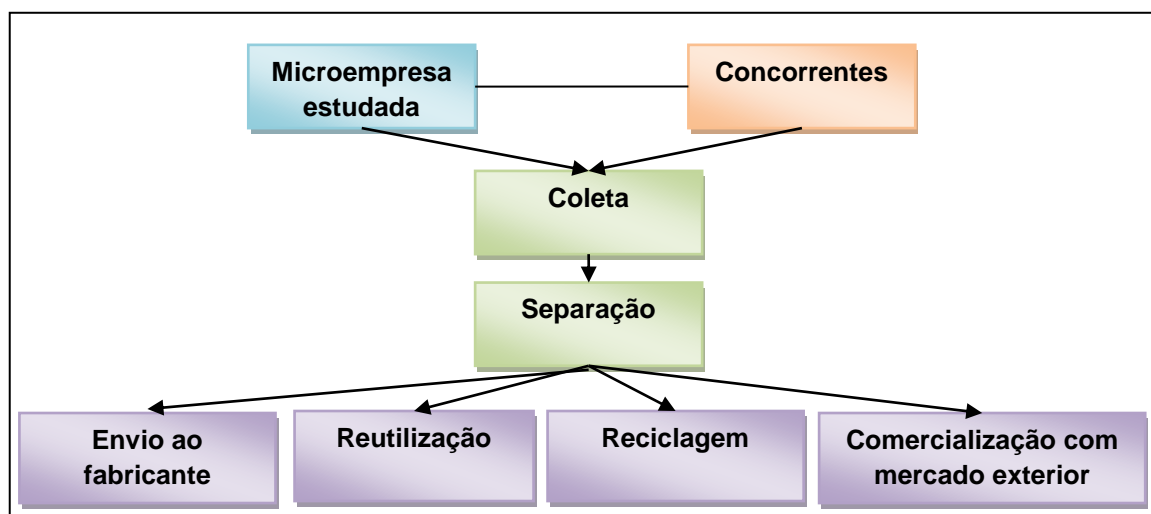 Microempresa
estudada
Concorrentes
Coleta
Separação
Envio ao
fabricante
Reutilização
Reciclagem
Comercialização com
mercado exterior